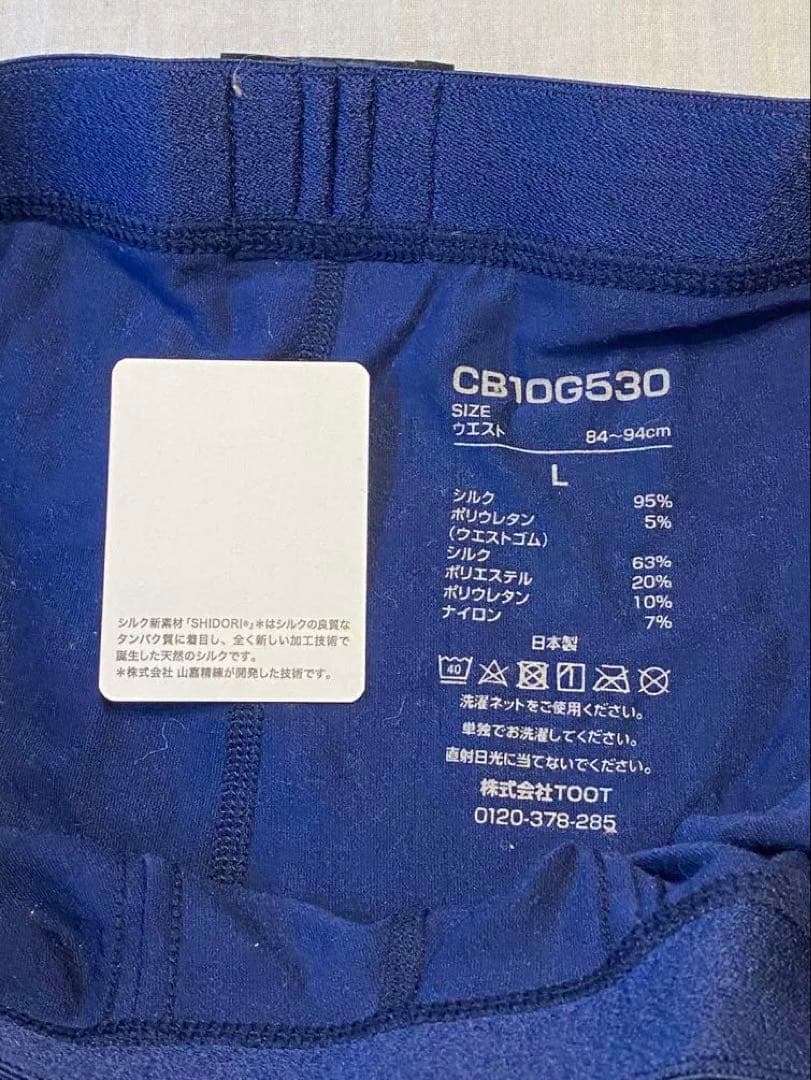 シルク新素材「SHIDORI®」＊はシルクの良質な
タンパク質に着目し、全く新しい加工技術で
誕生した天然のシルクです。
＊株式会社 山嘉精練が開発した技術です。
CB10G530
SIZE
ウエスト 84～94cm
L
シルク 95%
ポリウレタン 5%
(ウエストゴム)
シルク 63%
ポリエステル 20%
ポリウレタン 10%
ナイロン 7%
日本製
40
洗濯ネットをご使用ください。
単独でお洗濯してください。
直射日光に当てないでください。
株式会社TOOT
0120-378-285